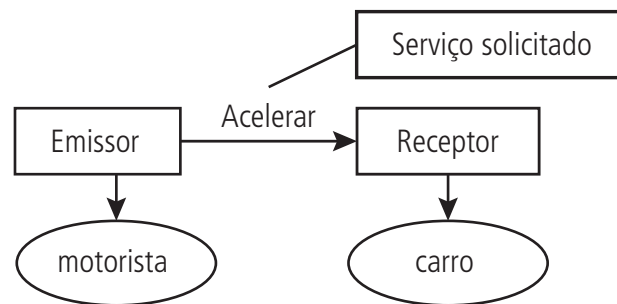 Serviço solicitado
Acelerar
Emissor
Receptor
motorista
carro